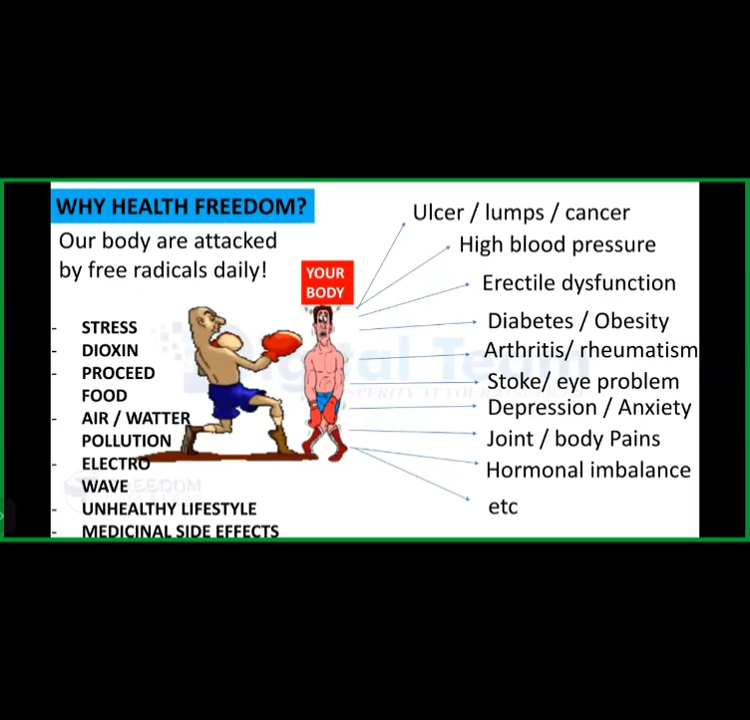 WHY HEALTH FREEDOM?
Our body are attacked
by free radicals daily!
YOUR
BODY
- STRESS
- DIOXIN
- PROCEED
FOOD
- AIR / WATTER
POLLUTION
- ELECTRO
WAVE
- UNHEALTHY LIFESTYLE
- MEDICINAL SIDE EFFECTS
Ulcer / lumps / cancer
High blood pressure
Erectile dysfunction
Diabetes / Obesity
Arthritis/ rheumatism
Stoke/ eye problem
Depression / Anxiety
Joint / body Pains
Hormonal imbalance
etc
Digital Team